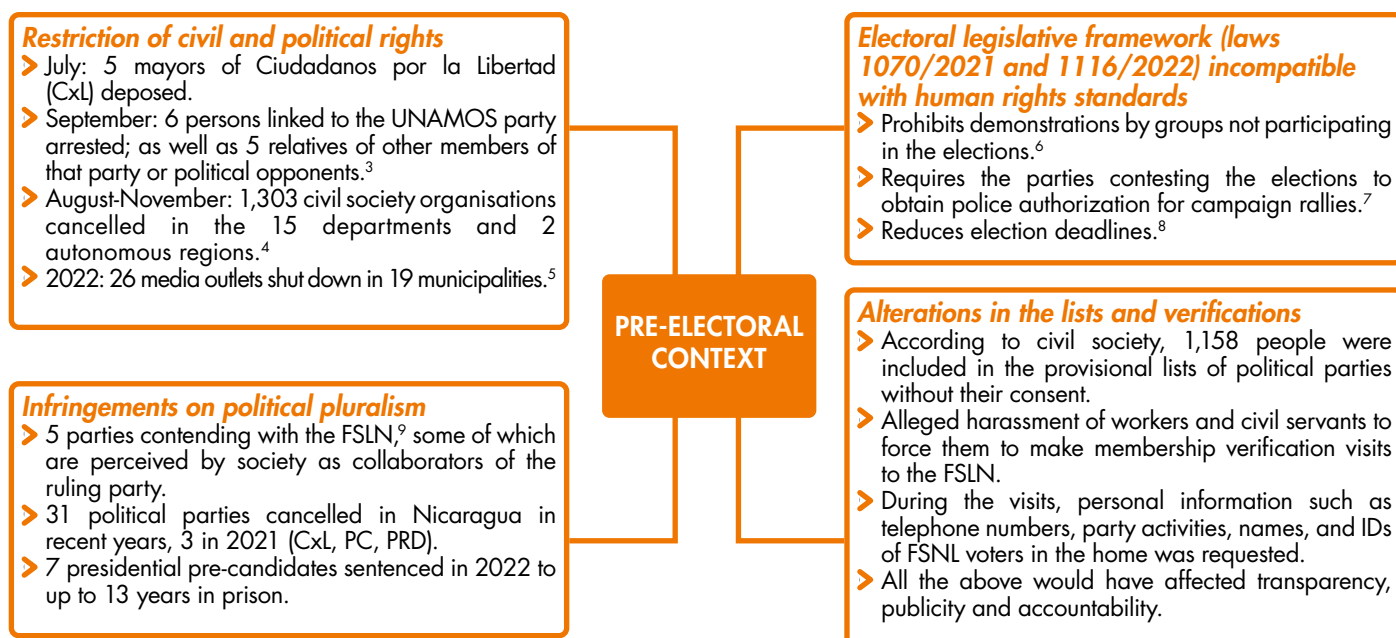 Restriction of civil and political rights
July: 5 mayors of Ciudadanos por la Libertad
(CxL) deposed.
September: 6 persons linked to the UNAMOS party
arrested; as well as 5 relatives of other members of
that party or political opponents.³
August-November: 1,303 civil society organisations
cancelled in the 15 departments and 2
autonomous regions.⁴
2022: 26 media outlets shut down in 19 municipalities.⁵
Electoral legislative framework (laws
1070/2021 and 1116/2022) incompatible
with human rights standards
Prohibits demonstrations by groups not participating
in the elections.⁶
Requires the parties contesting the elections to
obtain police authorization for campaign rallies.⁷
Reduces election deadlines.⁸
PRE-ELECTORAL
CONTEXT
Infringements on political pluralism
5 parties contending with the FSLN,⁹ some of which
are perceived by society as collaborators of the
ruling party.
31 political parties cancelled in Nicaragua in
recent years, 3 in 2021 (CxL, PC, PRD).
7 presidential pre-candidates sentenced in 2022 to
up to 13 years in prison.
Alterations in the lists and verifications
According to civil society, 1,158 people were
included in the provisional lists of political parties
without their consent.
Alleged harassment of workers and civil servants to
force them to make membership verification visits
to the FSLN.
During the visits, personal information such as
telephone numbers, party activities, names, and IDs
of FSNL voters in the home was requested.
All the above would have affected transparency,
publicity and accountability.